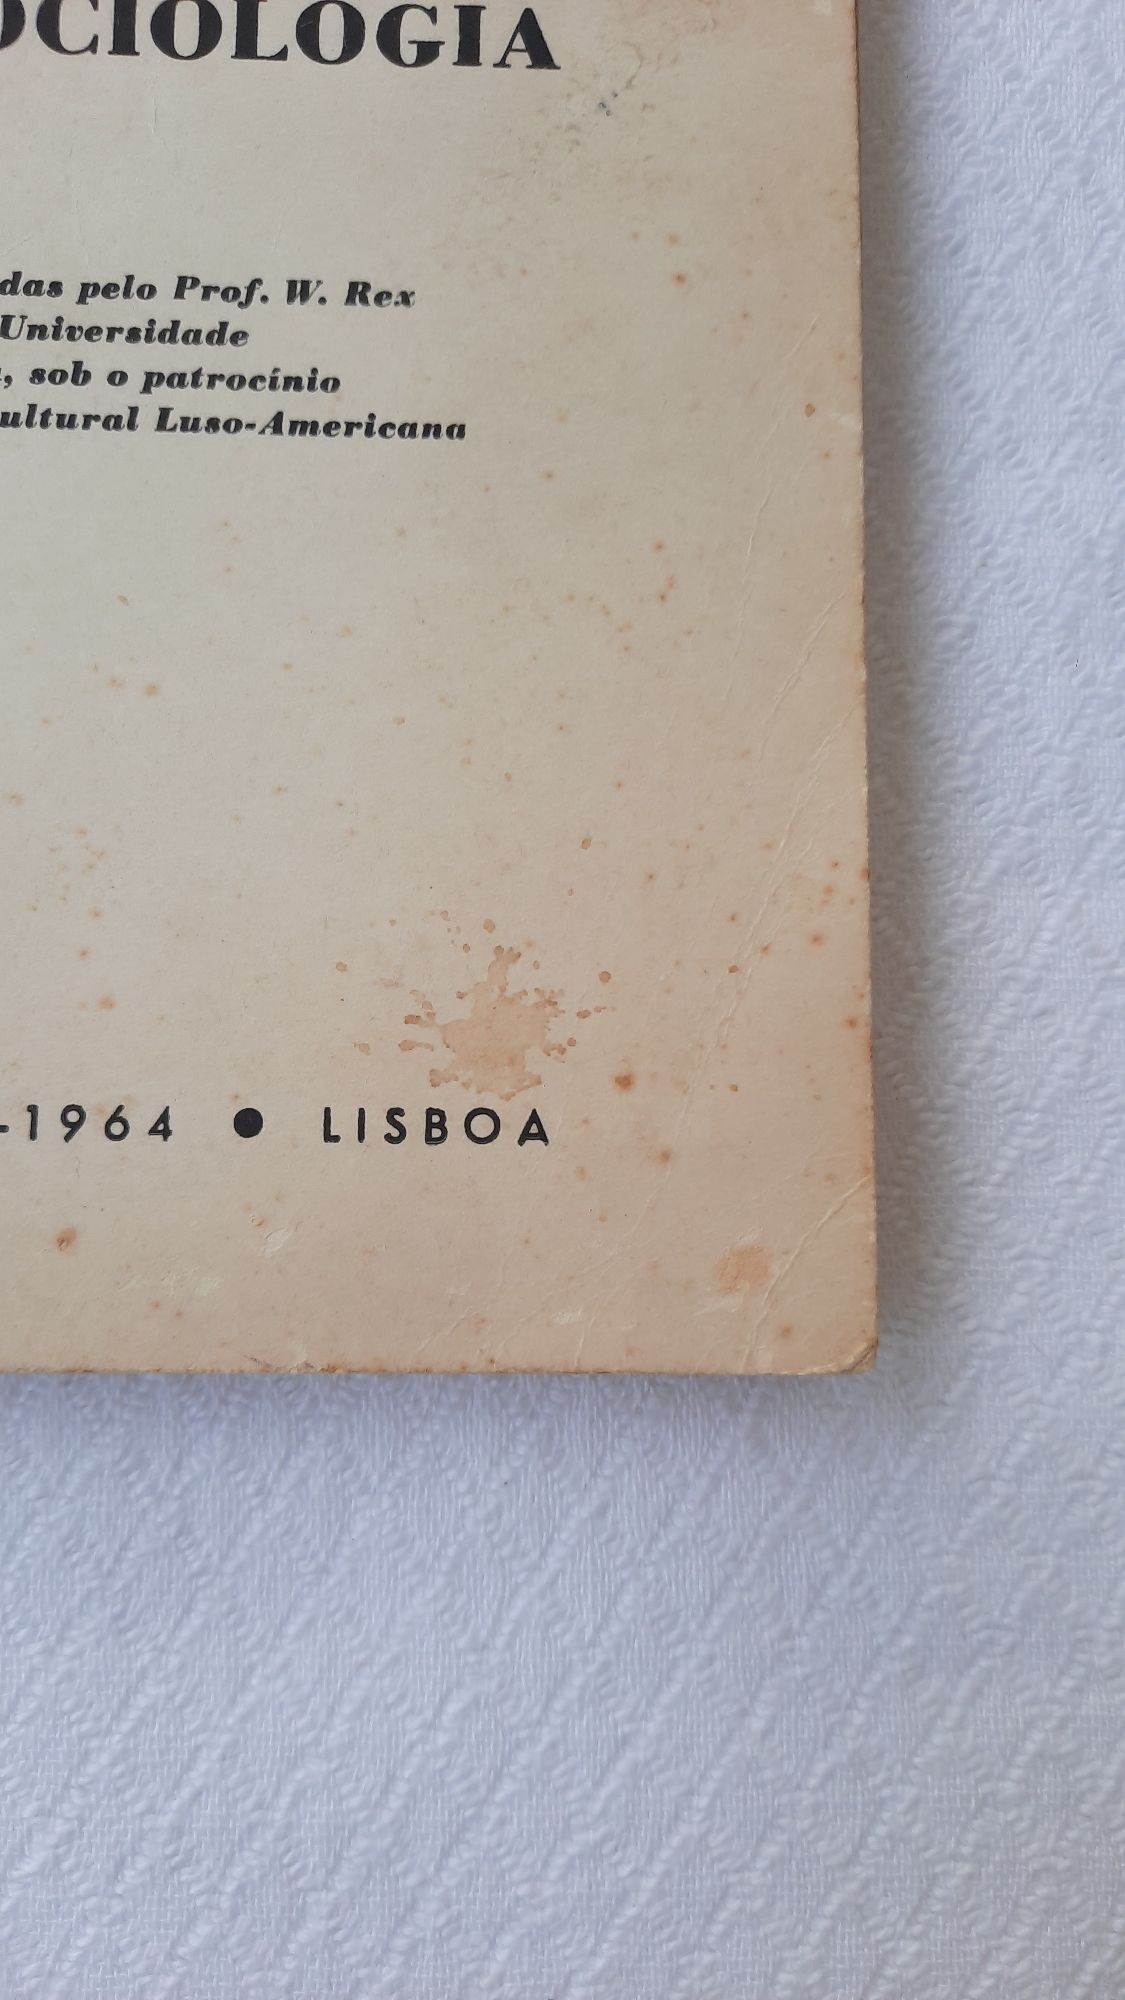 OCIOLOGIA
das pelo Prof. W. Rex
Universidade
, sob o patrocínio
ultural Luso-Americana
-1964 ● LISBOA